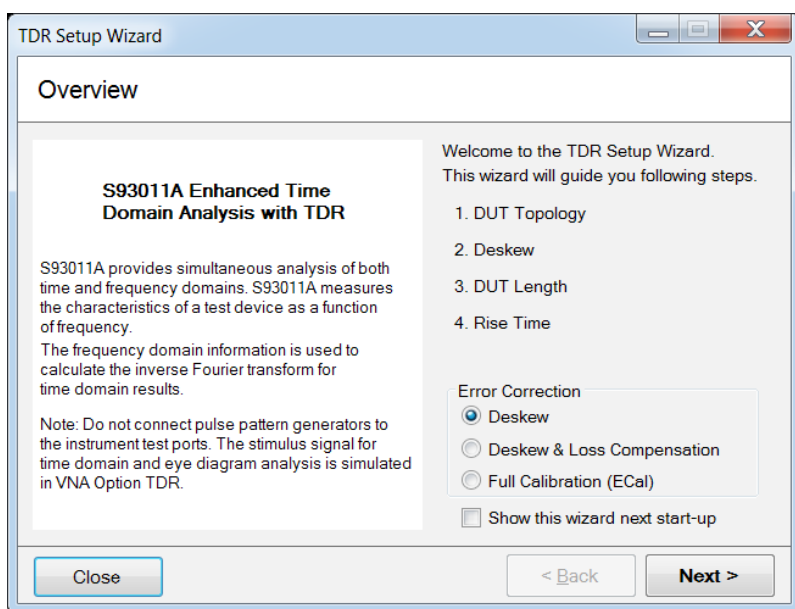 TDR Setup Wizard
Overview
S93011A Enhanced Time
Domain Analysis with TDR
S93011A provides simultaneous analysis of both
time and frequency domains. S93011A measures
the characteristics of a test device as a function
of frequency.
The frequency domain information is used to
calculate the inverse Fourier transform for
time domain results.
Note: Do not connect pulse pattern generators to
the instrument test ports. The stimulus signal for
time domain and eye diagram analysis is simulated
in VNA Option TDR.
Welcome to the TDR Setup Wizard.
This wizard will guide you following steps.
1. DUT Topology
2. Deskew
3. DUT Length
4. Rise Time
Error Correction
Deskew
Deskew & Loss Compensation
Full Calibration (ECal)
Show this wizard next start-up
Close
< Back
Next >